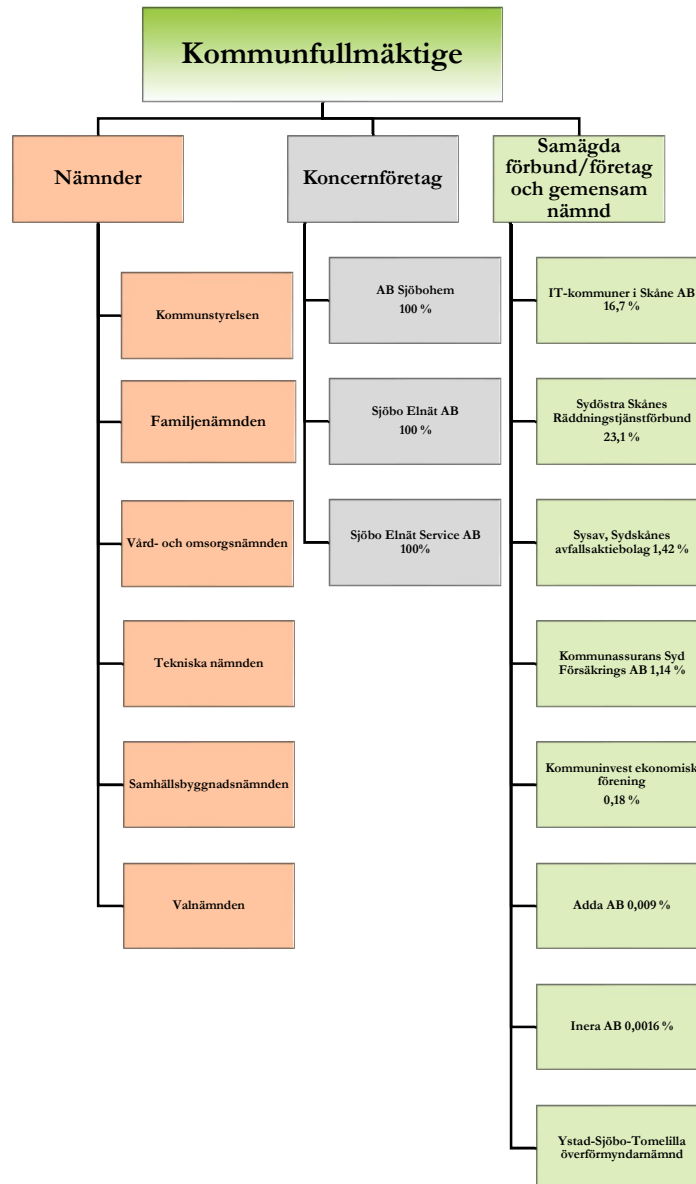 Kommunfullmäktige
Nämnder
Kommunstyrelsen
Familjenämnden
Vård- och omsorgsnämnden
Tekniska nämnden
Samhällsbyggnadsnämnden
Valnämnden
Koncernföretag
AB Sjöbohem
100 %
Sjöbo Elnät AB
100 %
Sjöbo Elnät Service AB
100%
Samägda
förbund/företag
och gemensam
nämnd
IT-kommuner i Skåne AB
16,7 %
Sydöstra Skånes
Räddningstjänstförbund
23,1 %
Sysav, Sydskånes
avfallsaktiebolag 1,42 %
Kommunassurans Syd
Försäkrings AB 1,14 %
Kommuninvest ekonomisk
förening
0,18 %
Adda AB 0,009 %
Inera AB 0,0016 %
Ystad-Sjöbo-Tomelilla
överförmyndarnämnd